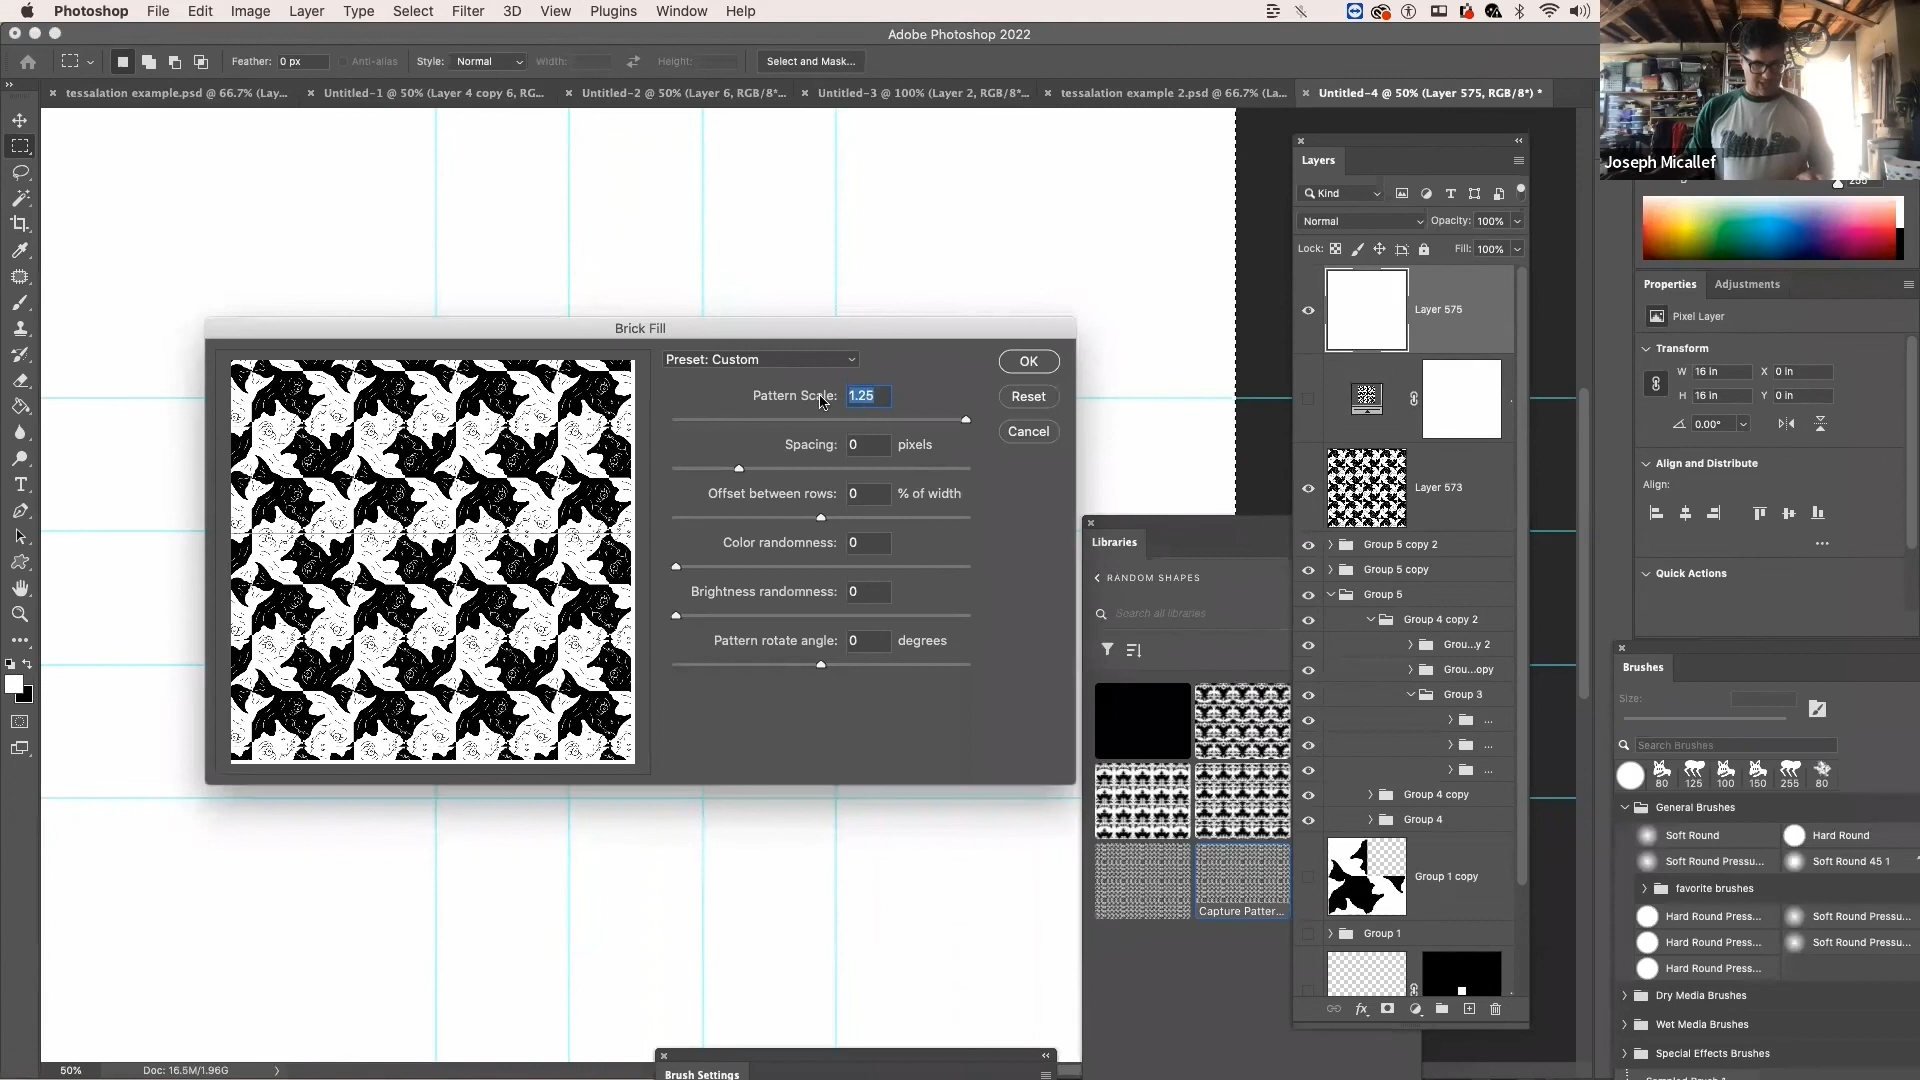 Photoshop File Edit Image Layer Type Select Filter 3D View Plugins Window Help
Adobe Photoshop 2022
Feather: 0 px Anti-alias Style: Normal Width: Height: Select and Mask...
tessalation example.psd @ 66.7% (Lay... Untitled-1 @ 50% (Layer 4 copy 6, RG... Untitled-2 @ 50% (Layer 6, RGB/8*... Untitled-3 @ 100% (Layer 2, RGB/8*... tessalation example 2.psd @ 66.7% (La... Untitled-4 @ 50% (Layer 575, RGB/8*) *
Joseph Micallef
255
Brick Fill
Preset: Custom
OK
Pattern Scale: 1.25
Reset
Cancel
Spacing: 0 pixels
Offset between rows: 0 % of width
Color randomness: 0
Brightness randomness: 0
Pattern rotate angle: 0 degrees
Libraries
RANDOM SHAPES
Search all libraries
Capture Patter...
Layers
Kind
Normal Opacity: 100%
Lock: Fill: 100%
Layer 575
Layer 573
Group 5 copy 2
Group 5 copy
Group 5
Group 4 copy 2
Grou...y 2
Grou...opy
Group 3
...
...
...
Group 4 copy
Group 4
Group 1 copy
Group 1
fx
Properties Adjustments
Pixel Layer
Transform
W 16 in X 0 in
H 16 in Y 0 in
0.00°
Align and Distribute
Align:
...
Quick Actions
Brushes
Size:
Search Brushes
80 125 100 150 255 80
General Brushes
Soft Round Hard Round
Soft Round Pressu... Soft Round 45 1
favorite brushes
Hard Round Press... Soft Round Pressu...
Hard Round Press... Soft Round Pressu...
Hard Round Press...
Dry Media Brushes
Wet Media Brushes
Special Effects Brushes
50% Doc: 16.5M/1.96G
Brush Settings